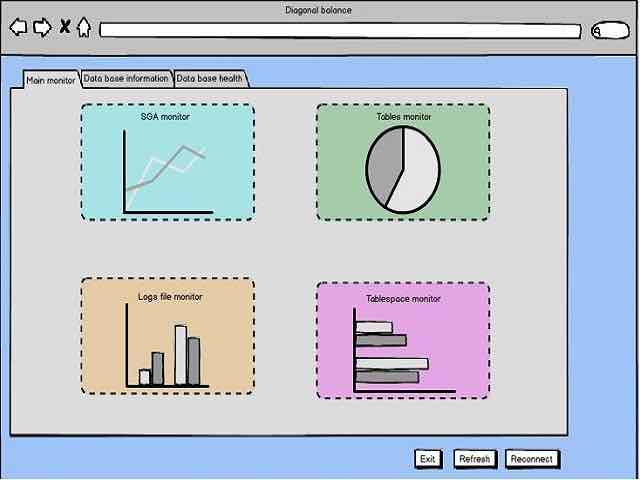 Diagonal balance
Main monitor
Data base information
Data base health
SGA monitor
Tables monitor
Logs file monitor
Tablespace monitor
Exit
Refresh
Reconnect